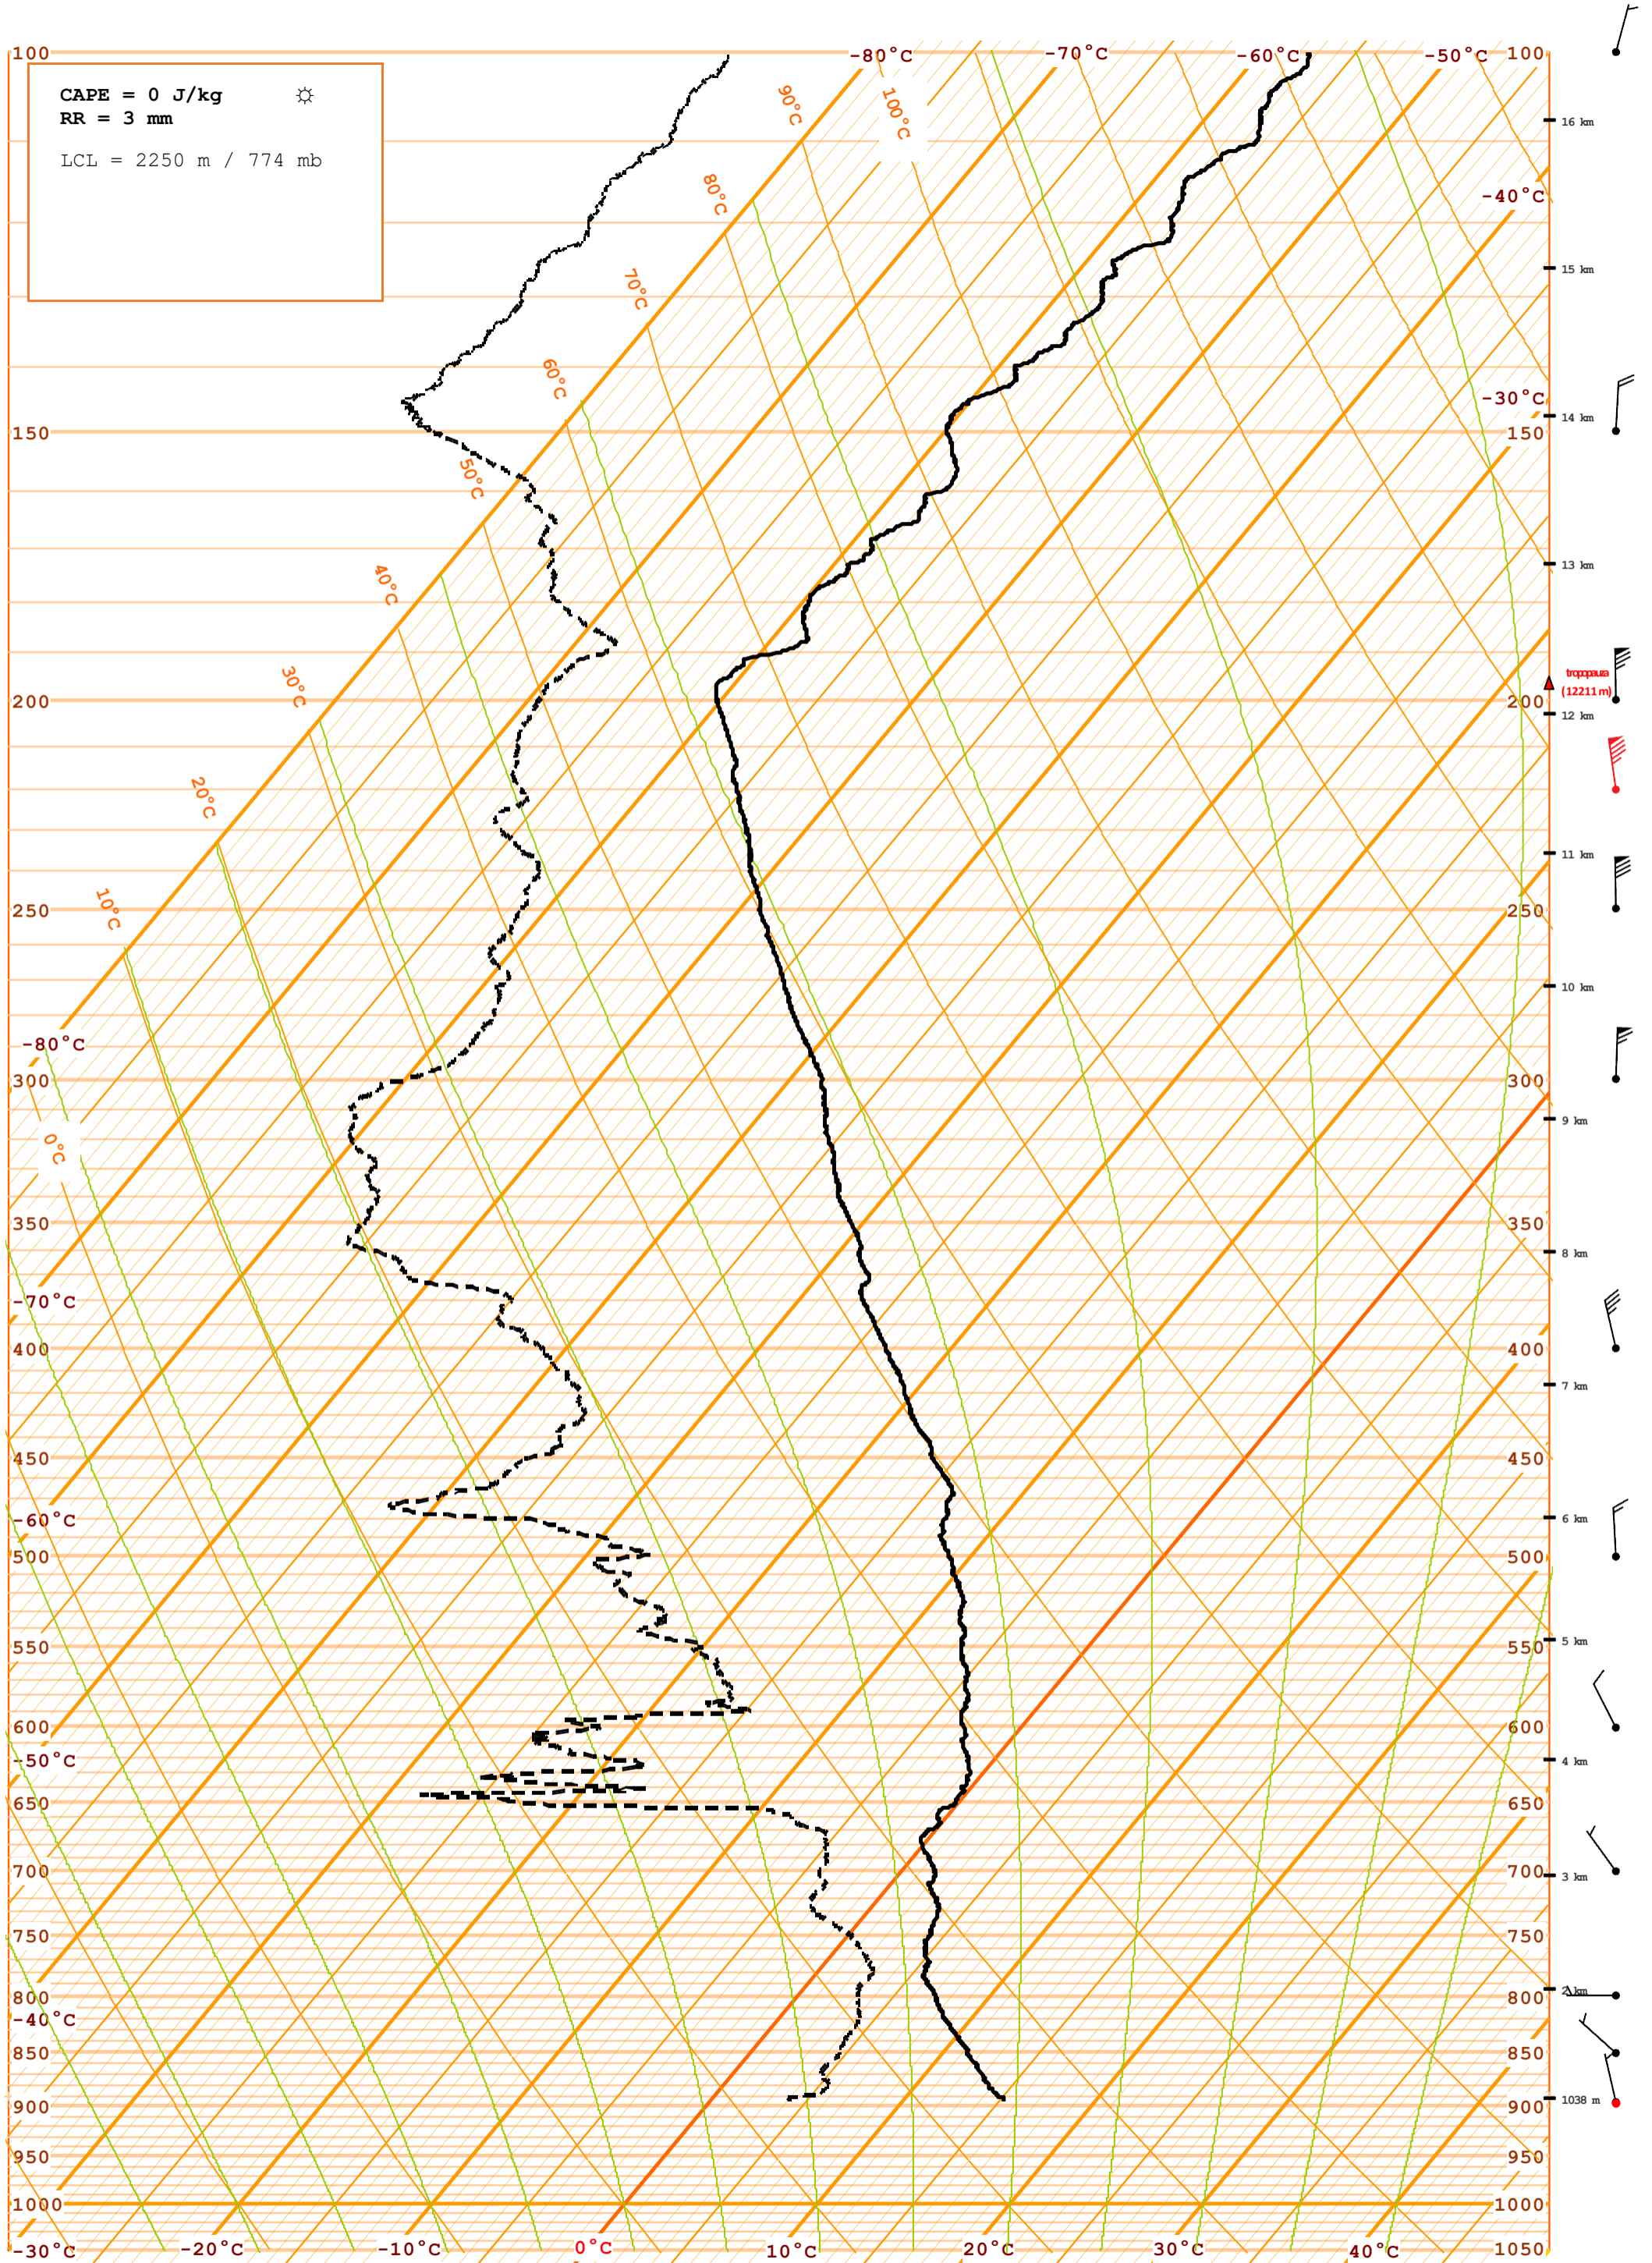 -80°C
-70°C
-60°C
-50°C
100
100
CAPE = 0 J/kg ☼
RR = 3 mm
LCL = 2250 m / 774 mb
90°C
100°C
16 km
80°C
-40°C
15 km
70°C
60°C
-30°C
14 km
150
150
50°C
13 km
40°C
30°C
tropopauza
(12211 m)
200
200
12 km
20°C
11 km
10°C
250
250
10 km
-80°C
300
300
9 km
0°C
350
350
8 km
-70°C
400
400
7 km
450
450
-60°C
6 km
500
500
550
550
5 km
600
600
-50°C
4 km
650
650
700
700
3 km
750
750
2 km
800
800
-40°C
850
850
1038 m
900
900
950
950
1000
1000
-30°C
-20°C
-10°C
0°C
10°C
20°C
30°C
40°C
1050